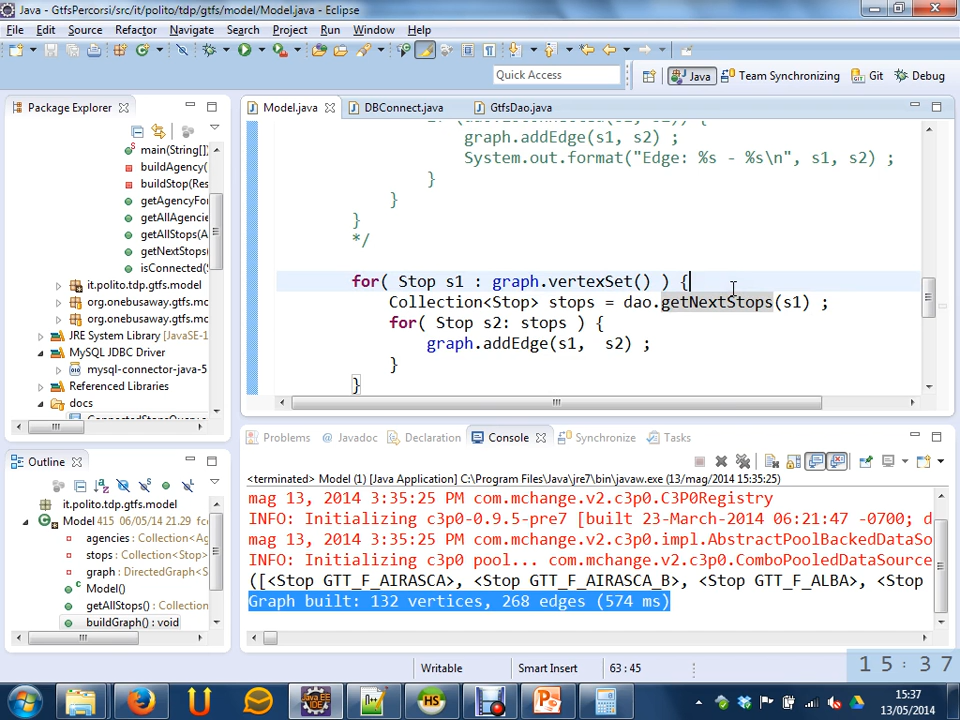 Java - GtfsPercorsi/src/it/polito/tdp/gtfs/model/Model.java - Eclipse
File Edit Source Refactor Navigate Search Project Run Window Help
Quick Access
Java Team Synchronizing Git Debug
Package Explorer
main(String[])
buildAgency(
buildStop(Res
getAgencyFor
getAllAgencie
getAllStops(A
getNextStops(
isConnected(S
it.polito.tdp.gtfs.model
org.onebusaway.gtfs
org.onebusaway.gtfs.m
JRE System Library [JavaSE-1
MySQL JDBC Driver
mysql-connector-java-5
Referenced Libraries
docs
Model.java DBConnect.java GtfsDao.java
graph.addEdge(s1, s2) ;
System.out.format("Edge: %s - %s\n", s1, s2) ;
}
}
}
*/
for( Stop s1 : graph.vertexSet() ) {
Collection<Stop> stops = dao.getNextStops(s1) ;
for( Stop s2: stops ) {
graph.addEdge(s1, s2) ;
}
}
Outline
it.polito.tdp.gtfs.model
Model 415 06/05/14 21.29 fc
agencies : Collection<Ag
stops : Collection<Stop>
graph : DirectedGraph<S
Model()
getAllStops() : Collection
buildGraph() : void
Problems Javadoc Declaration Console Synchronize Tasks
<terminated> Model (1) [Java Application] C:\Program Files\Java\jre7\bin\javaw.exe (13/mag/2014 15:35:25)
mag 13, 2014 3:35:25 PM com.mchange.v2.c3p0.C3P0Registry
INFO: Initializing c3p0-0.9.5-pre7 [built 23-March-2014 06:21:47 -0700; d
mag 13, 2014 3:35:25 PM com.mchange.v2.c3p0.impl.AbstractPoolBackedDataSo
INFO: Initializing c3p0 pool... com.mchange.v2.c3p0.ComboPooledDataSource
([<Stop GTT_F_AIRASCA>, <Stop GTT_F_AIRASCA_B>, <Stop GTT_F_ALBA>, <Stop
Graph built: 132 vertices, 268 edges (574 ms)
Writable Smart Insert 63 : 45
15:37
15:37
13/05/2014